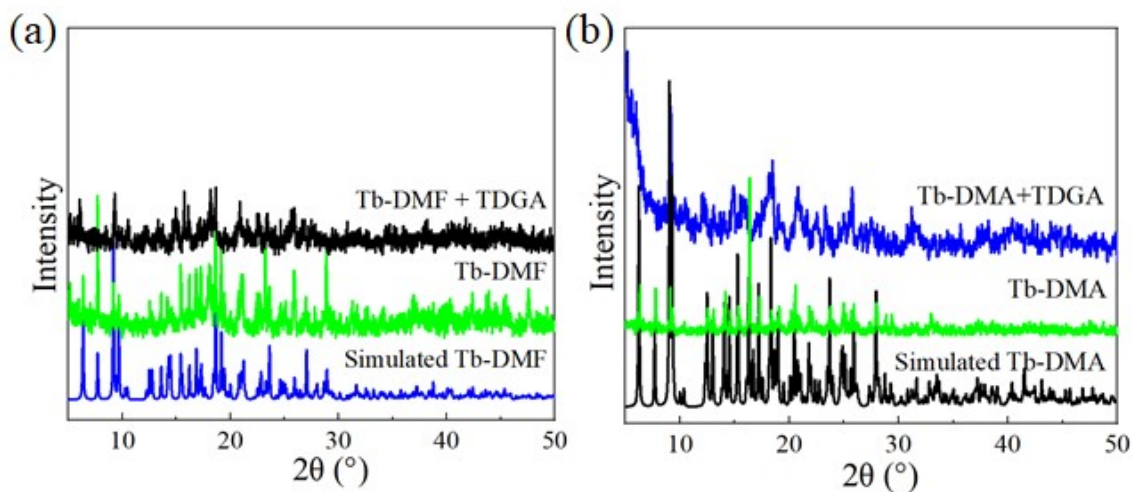 (a)
Intensity
Tb-DMF + TDGA
Tb-DMF
Simulated Tb-DMF
10 20 30 40 50
2θ (°)
(b)
Intensity
Tb-DMA+TDGA
Tb-DMA
Simulated Tb-DMA
10 20 30 40 50
2θ (°)